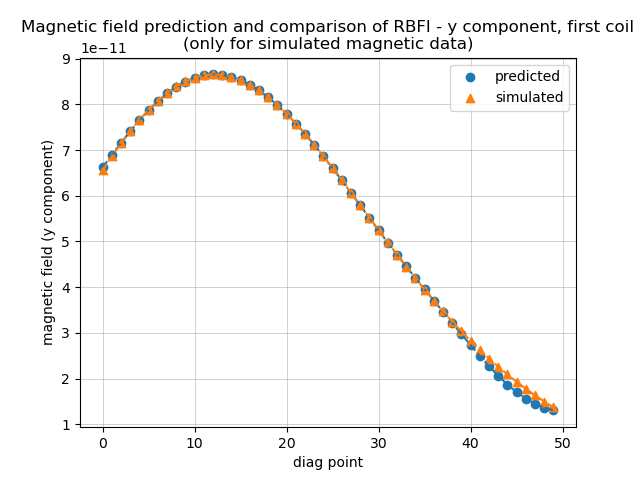 Magnetic field prediction and comparison of RBFI - y component, first coil
(only for simulated magnetic data)
1e−11
predicted
simulated
9
8
7
6
5
4
3
2
1
magnetic field (y component)
0
10
20
30
40
50
diag point